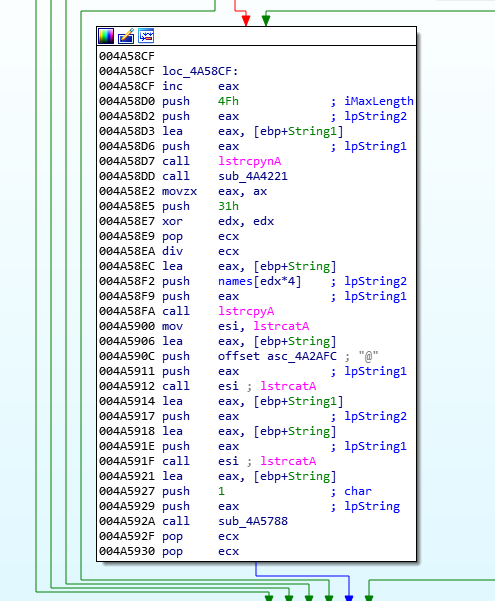 004A58CF
004A58CF loc_4A58CF:
004A58CF inc eax
004A58D0 push 4Fh ; iMaxLength
004A58D2 push eax ; lpString2
004A58D3 lea eax, [ebp+String1]
004A58D6 push eax ; lpString1
004A58D7 call lstrcpynA
004A58DD call sub_4A4221
004A58E2 movzx eax, ax
004A58E5 push 31h
004A58E7 xor edx, edx
004A58E9 pop ecx
004A58EA div ecx
004A58EC lea eax, [ebp+String]
004A58F2 push names[edx*4] ; lpString2
004A58F9 push eax ; lpString1
004A58FA call lstrcpyA
004A5900 mov esi, lstrcatA
004A5906 lea eax, [ebp+String]
004A590C push offset asc_4A2AFC ; "@"
004A5911 push eax ; lpString1
004A5912 call esi ; lstrcatA
004A5914 lea eax, [ebp+String1]
004A5917 push eax ; lpString2
004A5918 lea eax, [ebp+String]
004A591E push eax ; lpString1
004A591F call esi ; lstrcatA
004A5921 lea eax, [ebp+String]
004A5927 push 1 ; char
004A5929 push eax ; lpString
004A592A call sub_4A5788
004A592F pop ecx
004A5930 pop ecx